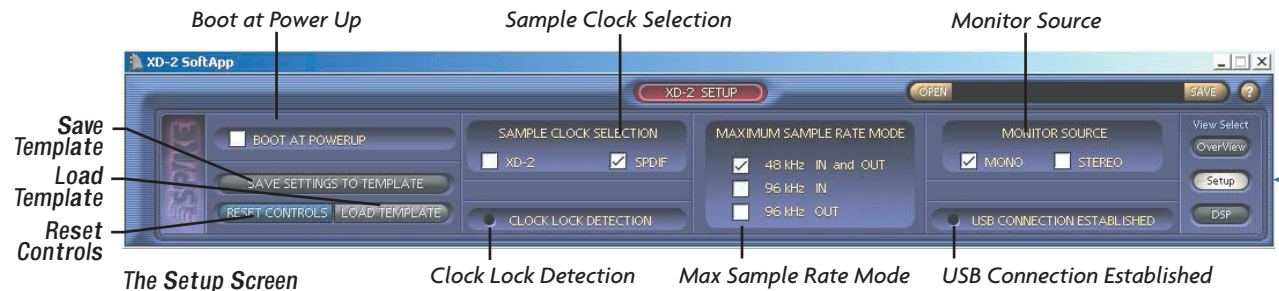 Boot at Power Up
Sample Clock Selection
Monitor Source
XD-2 SoftApp
XD-2 SETUP
OPEN
SAVE
?
Save Template
Load Template
Reset Controls
SPIKE
BOOT AT POWERUP
SAVE SETTINGS TO TEMPLATE
RESET CONTROLS
LOAD TEMPLATE
SAMPLE CLOCK SELECTION
XD-2
SPDIF
CLOCK LOCK DETECTION
MAXIMUM SAMPLE RATE MODE
48 kHz IN and OUT
96 kHz IN
96 kHz OUT
MONITOR SOURCE
MONO
STEREO
USB CONNECTION ESTABLISHED
View Select
OverView
Setup
DSP
The Setup Screen
Clock Lock Detection
Max Sample Rate Mode
USB Connection Established